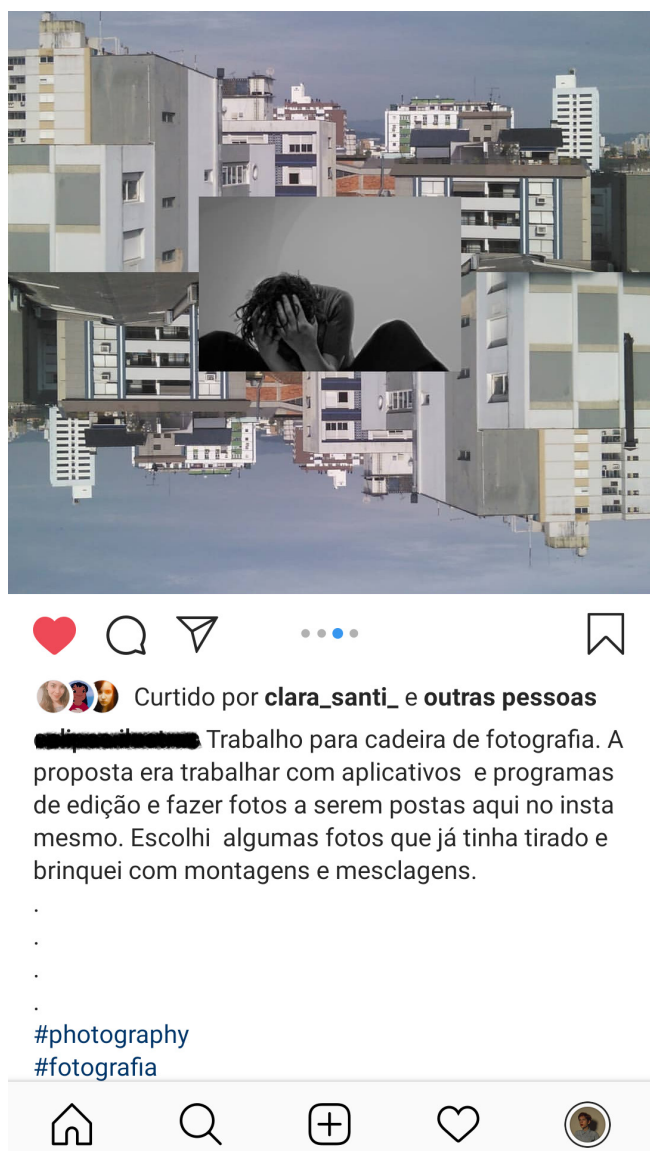 Curtido por clara_santi_ e outras pessoas
Trabalho para cadeira de fotografia. A
proposta era trabalhar com aplicativos e programas
de edição e fazer fotos a serem postas aqui no insta
mesmo. Escolhi algumas fotos que já tinha tirado e
brinquei com montagens e mesclagens.
.
.
.
.
#photography
#fotografia